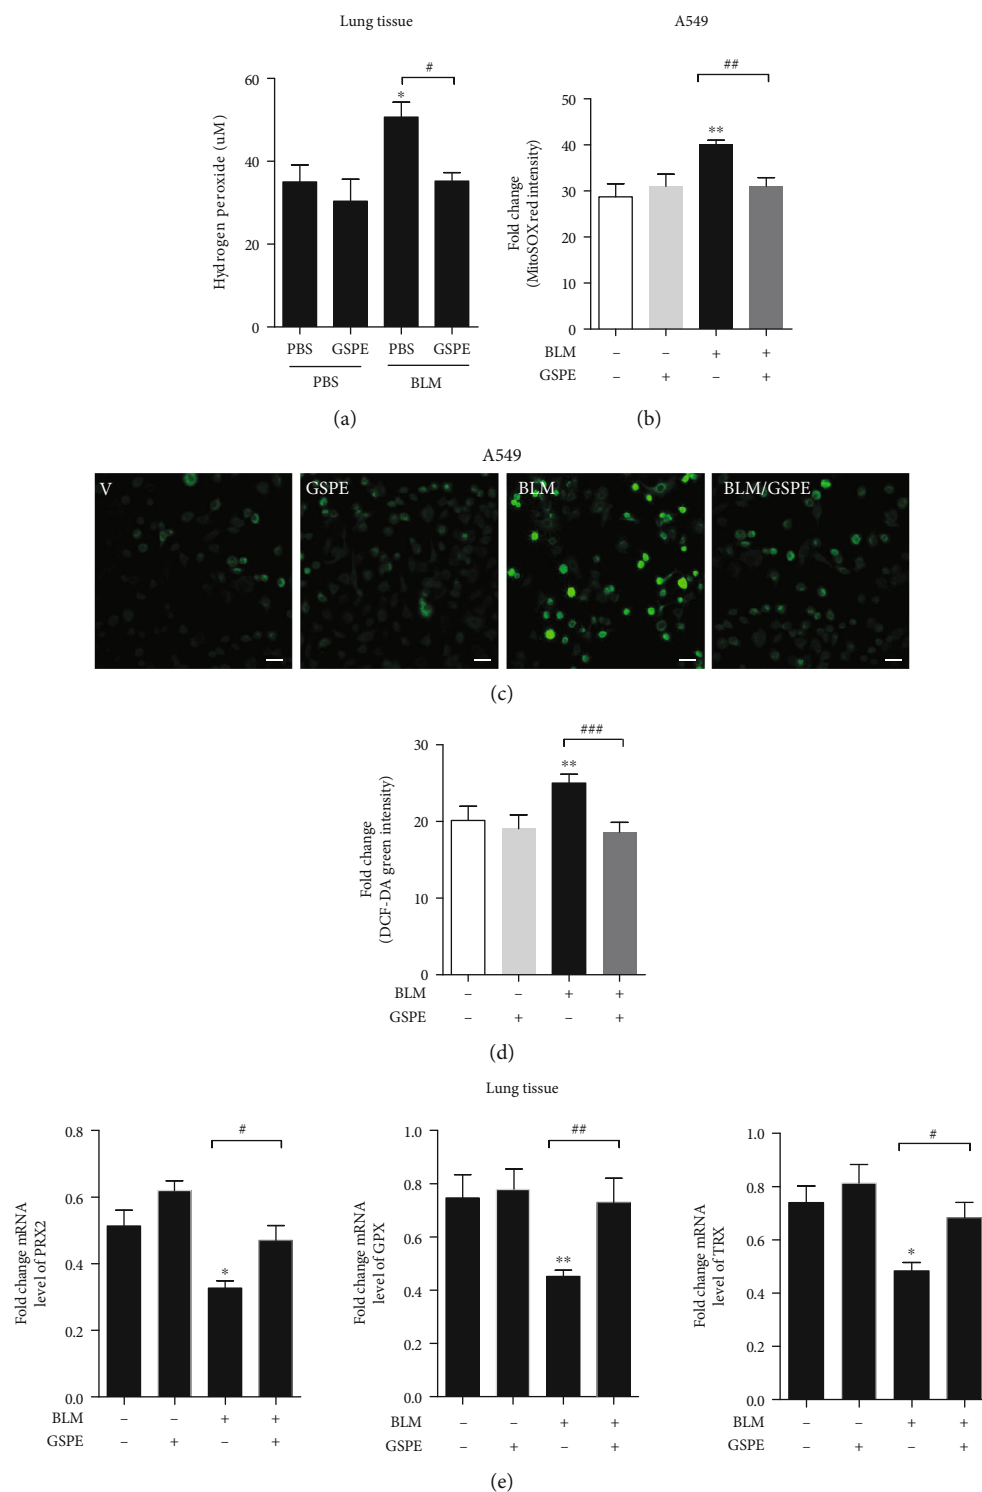 Lung tissue
A549
#
*
60
40
20
0
Hydrogen peroxide (uM)
PBS GSPE PBS GSPE
PBS BLM
(a)
##
**
50
40
30
20
10
0
Fold change
(MitoSOX red intensity)
BLM – – + +
GSPE – + – +
(b)
A549
V GSPE BLM BLM/GSPE
(c)
###
**
30
20
10
0
Fold change
(DCF-DA green intensity)
BLM – – + +
GSPE – + – +
(d)
Lung tissue
#
*
0.8
0.6
0.4
0.2
0.0
Fold change mRNA
level of PRX2
BLM – – + +
GSPE – + – +
##
**
1.0
0.8
0.6
0.4
0.2
0.0
Fold change mRNA
level of GPX
BLM – – + +
GSPE – + – +
#
*
1.0
0.8
0.6
0.4
0.2
0.0
Fold change mRNA
level of TRX
BLM – – + +
GSPE – + – +
(e)